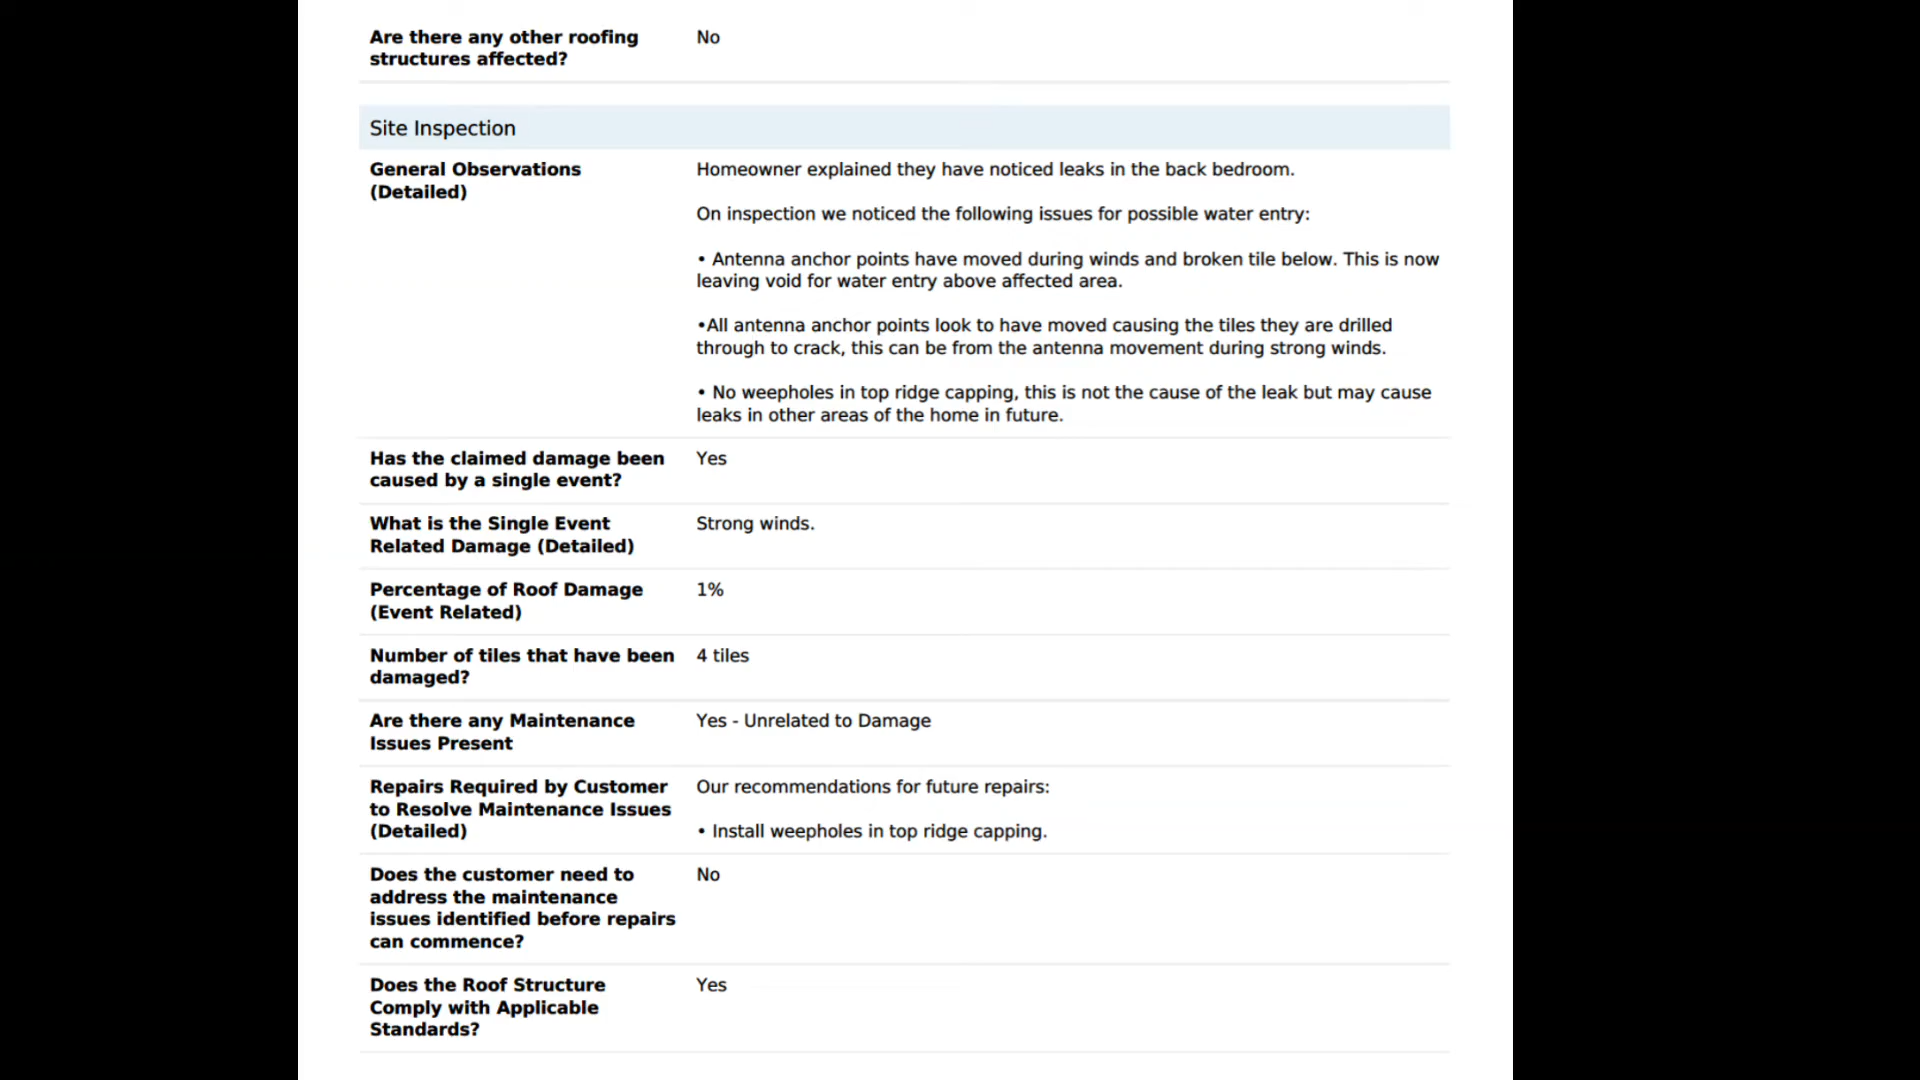 Are there any other roofing
structures affected?
No
Site Inspection
General Observations
(Detailed)
Homeowner explained they have noticed leaks in the back bedroom.
On inspection we noticed the following issues for possible water entry:
• Antenna anchor points have moved during winds and broken tile below. This is now
leaving void for water entry above affected area.
•All antenna anchor points look to have moved causing the tiles they are drilled
through to crack, this can be from the antenna movement during strong winds.
• No weepholes in top ridge capping, this is not the cause of the leak but may cause
leaks in other areas of the home in future.
Has the claimed damage been
caused by a single event?
Yes
What is the Single Event
Related Damage (Detailed)
Strong winds.
Percentage of Roof Damage
(Event Related)
1%
Number of tiles that have been
damaged?
4 tiles
Are there any Maintenance
Issues Present
Yes - Unrelated to Damage
Repairs Required by Customer
to Resolve Maintenance Issues
(Detailed)
Our recommendations for future repairs:
• Install weepholes in top ridge capping.
Does the customer need to
address the maintenance
issues identified before repairs
can commence?
No
Does the Roof Structure
Comply with Applicable
Standards?
Yes